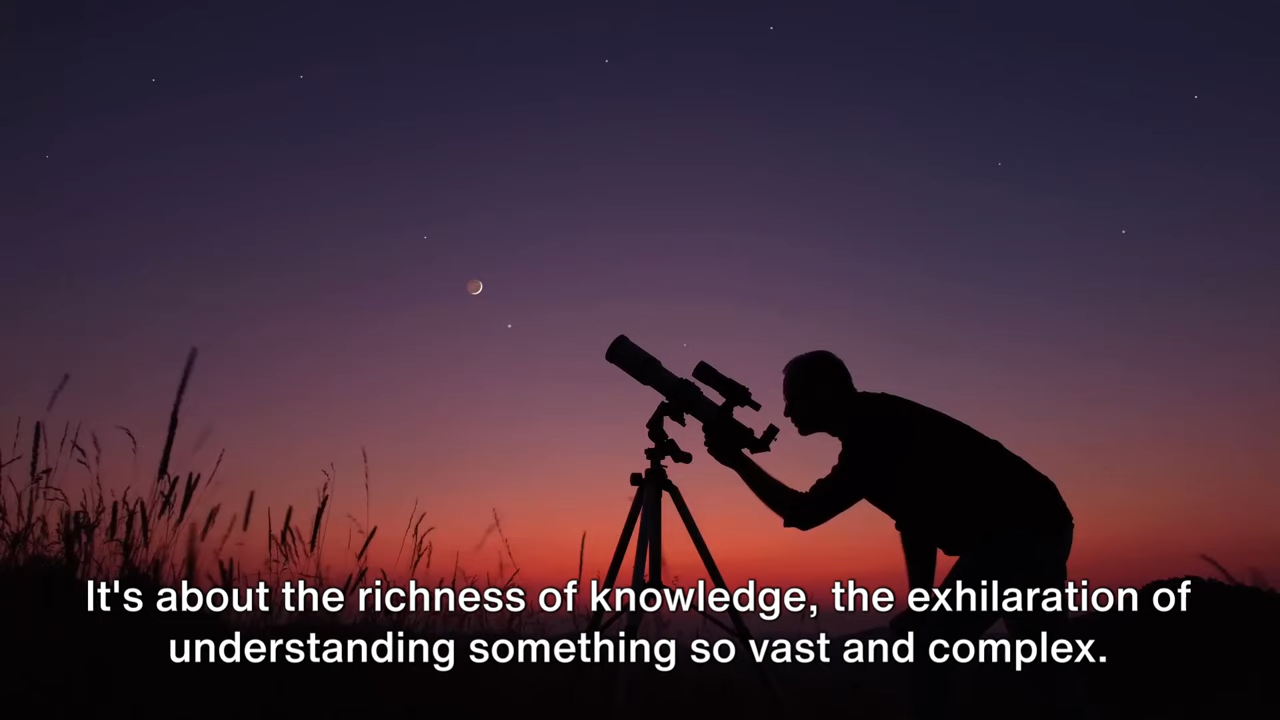 It's about the richness of knowledge, the exhilaration of
understanding something so vast and complex.